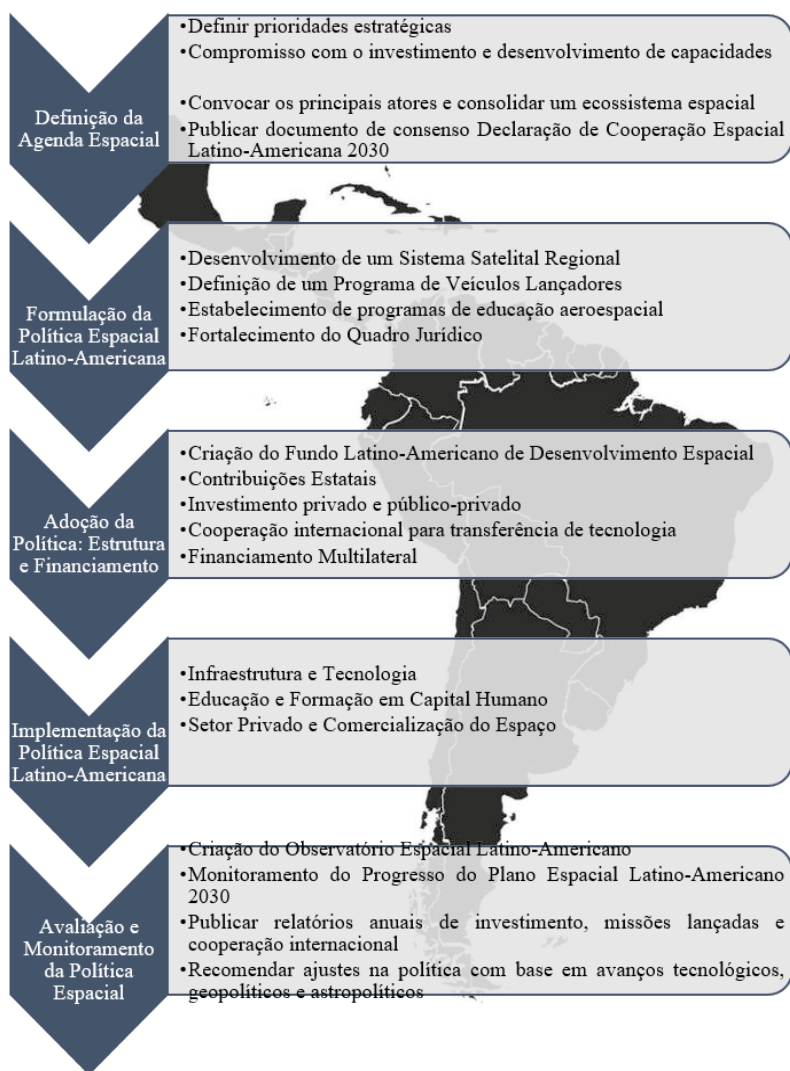 Definição da
Agenda Espacial
•Definir prioridades estratégicas
•Compromisso com o investimento e desenvolvimento de capacidades
•Convocar os principais atores e consolidar um ecossistema espacial
•Publicar documento de consenso Declaração de Cooperação Espacial
Latino-Americana 2030
Formulação da
Política Espacial
Latino-Americana
•Desenvolvimento de um Sistema Satelital Regional
•Definição de um Programa de Veículos Lançadores
•Estabelecimento de programas de educação aeroespacial
•Fortalecimento do Quadro Jurídico
Adoção da
Política: Estrutura
e Financiamento
•Criação do Fundo Latino-Americano de Desenvolvimento Espacial
•Contribuições Estatais
•Investimento privado e público-privado
•Cooperação internacional para transferência de tecnologia
•Financiamento Multilateral
Implementação da
Política Espacial
Latino-Americana
•Infraestrutura e Tecnologia
•Educação e Formação em Capital Humano
•Setor Privado e Comercialização do Espaço
Avaliação e
Monitoramento
da Política
Espacial
•Criação do Observatório Espacial Latino-Americano
•Monitoramento do Progresso do Plano Espacial Latino-Americano
2030
•Publicar relatórios anuais de investimento, missões lançadas e
cooperação internacional
•Recomendar ajustes na política com base em avanços tecnológicos,
geopolíticos e astropolíticos